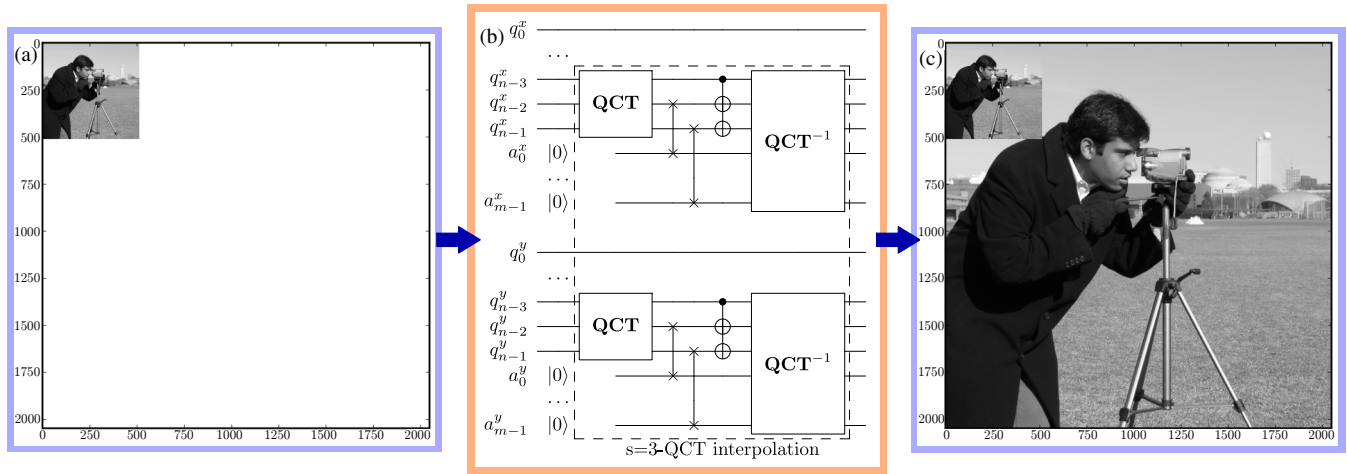 (a)
0
250
500
750
1000
1250
1500
1750
2000
0 250 500 750 1000 1250 1500 1750 2000
(b)
q_0^x
...
q_{n-3}^x
q_{n-2}^x
q_{n-1}^x
a_0^x |0⟩
...
a_{m-1}^x |0⟩
QCT
QCT^{-1}
q_0^y
...
q_{n-3}^y
q_{n-2}^y
q_{n-1}^y
a_0^y |0⟩
...
a_{m-1}^y |0⟩
QCT
QCT^{-1}
s=3-QCT interpolation
(c)
0
250
500
750
1000
1250
1500
1750
2000
0 250 500 750 1000 1250 1500 1750 2000